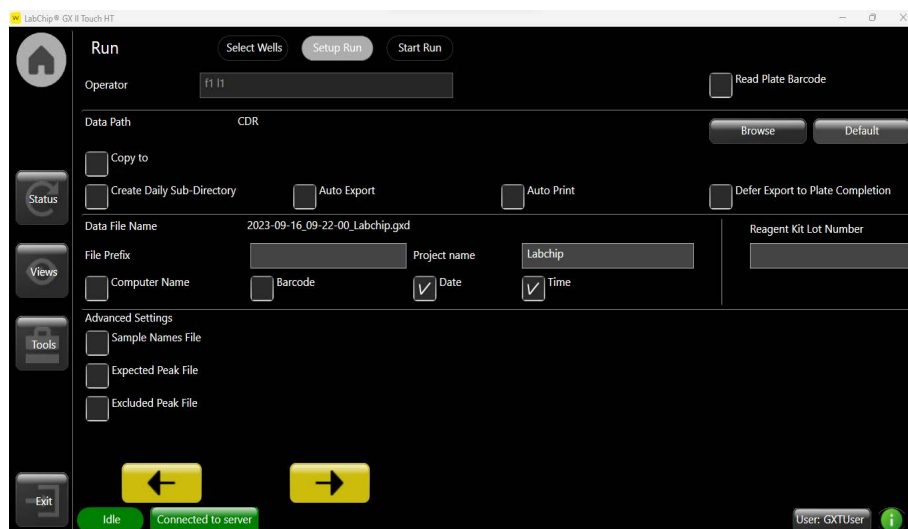 LabChip® GX II Touch HT
Run
Select Wells
Setup Run
Start Run
Operator
f1 l1
Read Plate Barcode
Data Path
CDR
Browse
Default
Copy to
Create Daily Sub-Directory
Auto Export
Auto Print
Defer Export to Plate Completion
Status
Data File Name
2023-09-16_09-22-00_Labchip.gxd
Reagent Kit Lot Number
File Prefix
Project name
Labchip
Views
Computer Name
Barcode
Date
Time
Advanced Settings
Sample Names File
Tools
Expected Peak File
Excluded Peak File
Exit
Idle
Connected to server
User: GXTUser